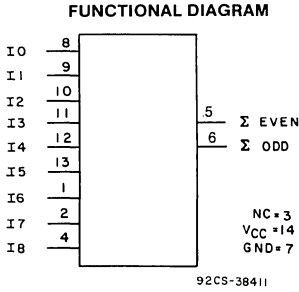 FUNCTIONAL DIAGRAM
I0 8
I1 9
I2 10
I3 11
I4 12
I5 13
I6 1
I7 2
I8 4
5 Σ EVEN
6 Σ ODD
NC=3
VCC=14
GND=7
92CS-38411